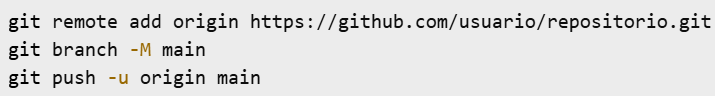 git remote add origin https://github.com/usuario/repositorio.git
git branch -M main
git push -u origin main